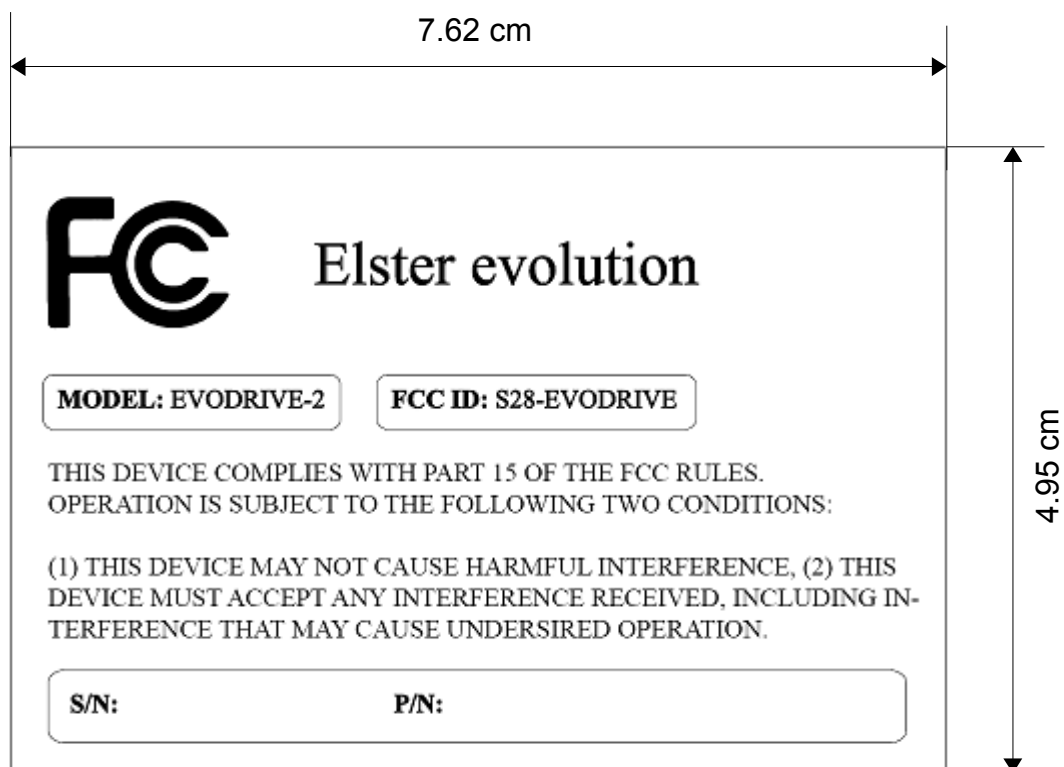 7.62 cm
FCC Elster evolution
MODEL: EVODRIVE-2 FCC ID: S28-EVODRIVE
4.95 cm
THIS DEVICE COMPLIES WITH PART 15 OF THE FCC RULES.
OPERATION IS SUBJECT TO THE FOLLOWING TWO CONDITIONS:
(1) THIS DEVICE MAY NOT CAUSE HARMFUL INTERFERENCE, (2) THIS
DEVICE MUST ACCEPT ANY INTERFERENCE RECEIVED, INCLUDING IN-
TERFERENCE THAT MAY CAUSE UNDERSIRED OPERATION.
S/N: P/N: